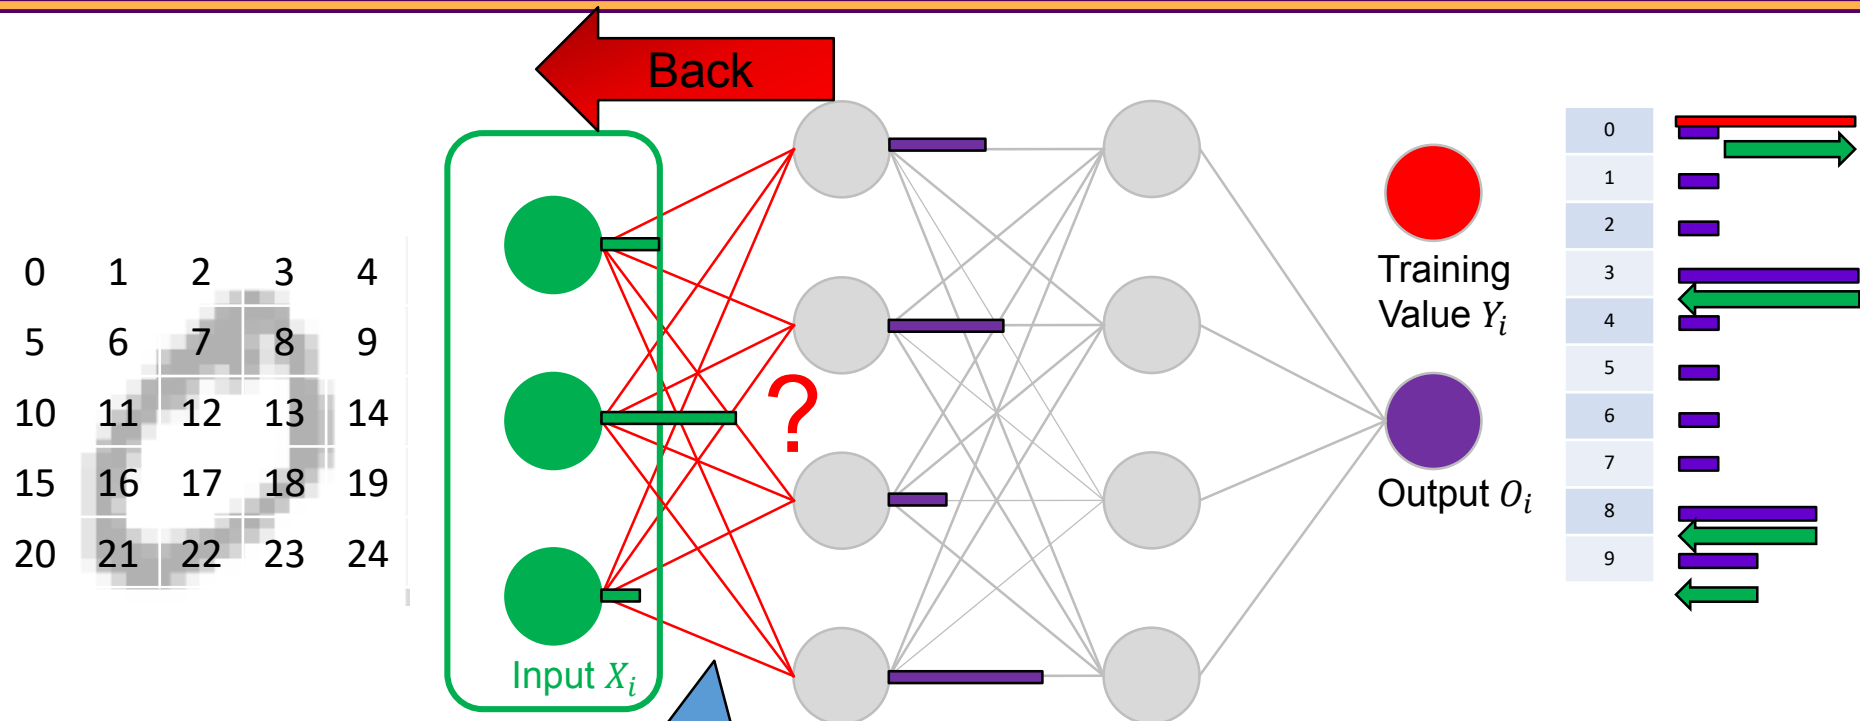 Back
0 1 2 3 4
5 6 7 8 9
10 11 12 13 14
15 16 17 18 19
20 21 22 23 24
Input Xᵢ
?
Training
Value Yᵢ
Output Oᵢ
0
1
2
3
4
5
6
7
8
9